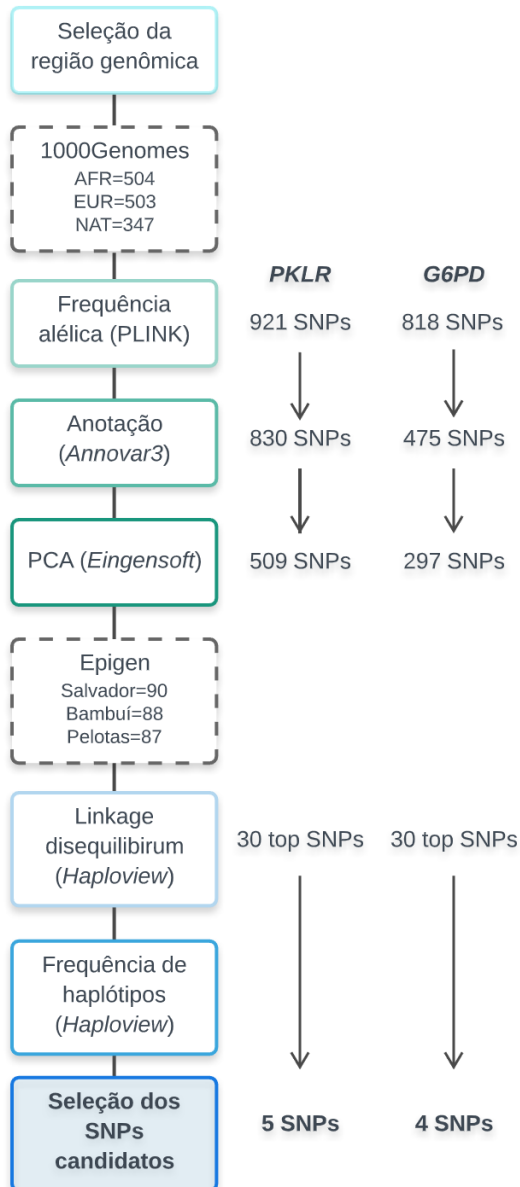 Seleção da
região genômica
1000Genomes
AFR=504
EUR=503
NAT=347
PKLR
G6PD
Frequência
alélica (PLINK)
921 SNPs
818 SNPs
Anotação
(Annovar3)
830 SNPs
475 SNPs
PCA (Eingensoft)
509 SNPs
297 SNPs
Epigen
Salvador=90
Bambuí=88
Pelotas=87
Linkage
disequilibirum
(Haploview)
30 top SNPs
30 top SNPs
Frequência de
haplótipos
(Haploview)
Seleção dos
SNPs
candidatos
5 SNPs
4 SNPs